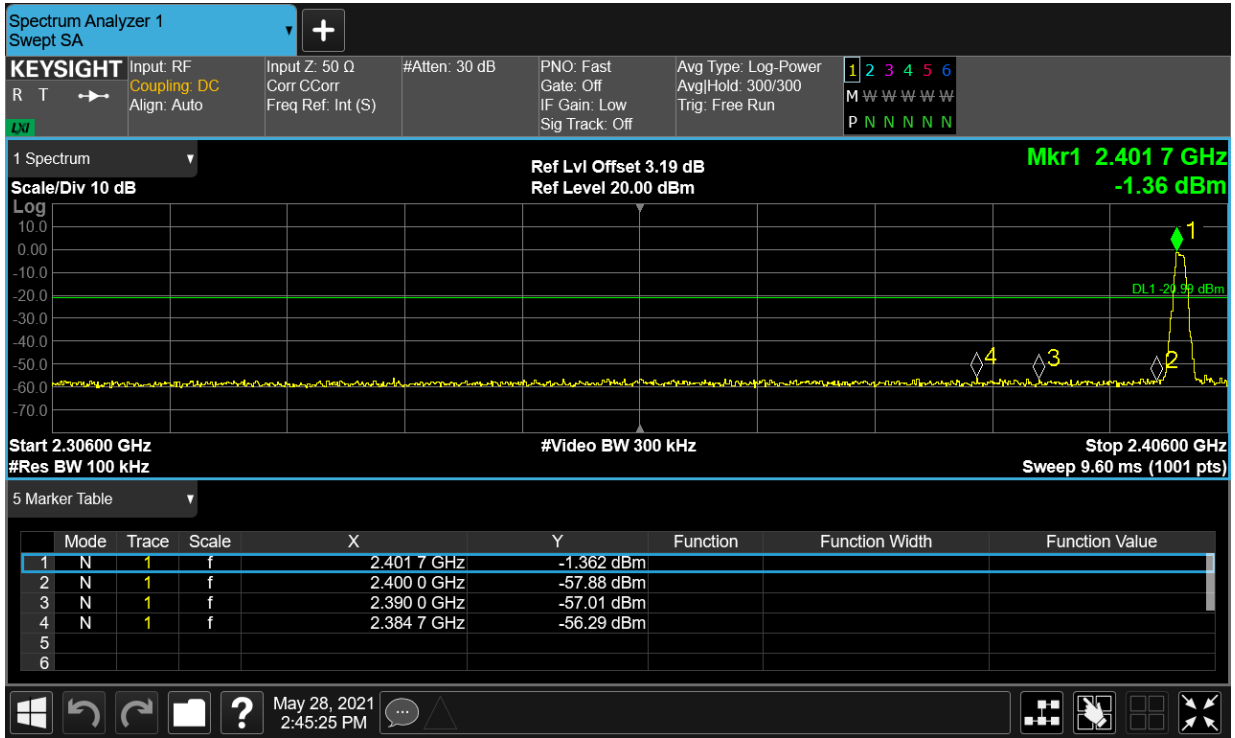 Spectrum Analyzer 1
Swept SA
KEYSIGHT
R T
LXI
Input: RF
Coupling: DC
Align: Auto
Input Z: 50 Ω
Corr CCorr
Freq Ref: Int (S)
#Atten: 30 dB
PNO: Fast
Gate: Off
IF Gain: Low
Sig Track: Off
Avg Type: Log-Power
Avg|Hold: 300/300
Trig: Free Run
1 2 3 4 5 6
M W W W W W
P N N N N N
1 Spectrum
Scale/Div 10 dB
Ref Lvl Offset 3.19 dB
Ref Level 20.00 dBm
Mkr1 2.401 7 GHz
-1.36 dBm
Log
10.0
0.00
-10.0
-20.0
-30.0
-40.0
-50.0
-60.0
-70.0
1
DL1 -20.99 dBm
4
3
2
Start 2.30600 GHz
#Video BW 300 kHz
Stop 2.40600 GHz
#Res BW 100 kHz
Sweep 9.60 ms (1001 pts)
5 Marker Table
Mode Trace Scale X Y Function Function Width Function Value
1 N 1 f 2.401 7 GHz -1.362 dBm
2 N 1 f 2.400 0 GHz -57.88 dBm
3 N 1 f 2.390 0 GHz -57.01 dBm
4 N 1 f 2.384 7 GHz -56.29 dBm
5
6
?
May 28, 2021
2:45:25 PM